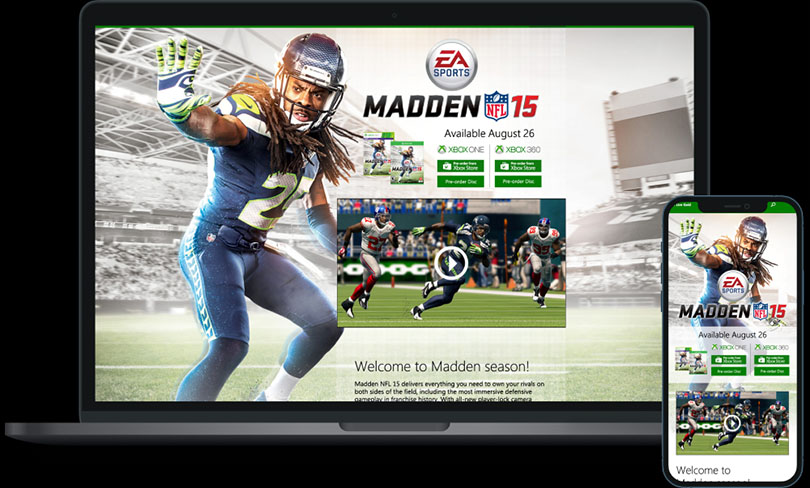 EA
SPORTS
MADDEN NFL 15
Available August 26
XBOX ONE
XBOX 360
Pre-order from
Xbox Store
Pre-order from
Xbox Store
Pre-order Disc
Pre-order Disc
Welcome to Madden season!
Madden NFL 15 delivers everything you need to own your rivals on
both sides of the field, including the most immersive defensive
gameplay in franchise history. With all-new player-lock camera
EA
SPORTS
MADDEN NFL 15
Available August 26
XBOX ONE
XBOX 360
Pre-order from
Xbox Store
Pre-order from
Xbox Store
Pre-order Disc
Pre-order Disc
Welcome to
Madden season!